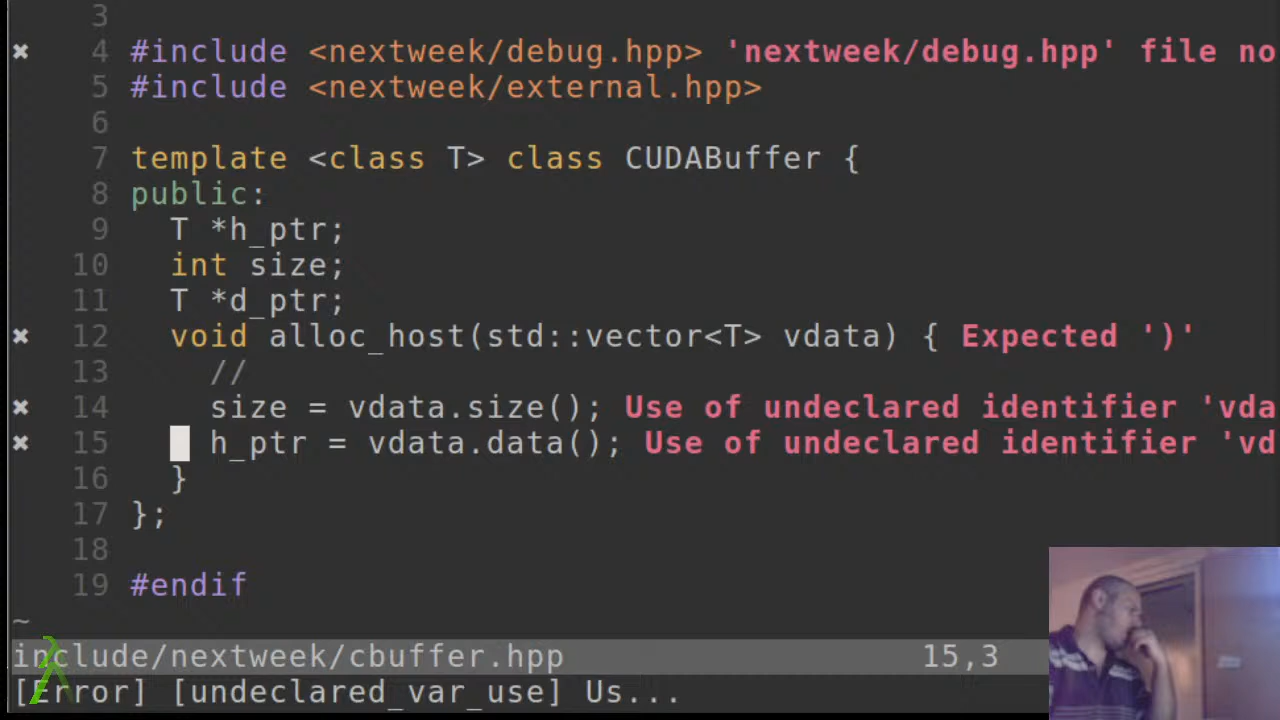 3
✖ 4 #include <nextweek/debug.hpp> 'nextweek/debug.hpp' file no
5 #include <nextweek/external.hpp>
6
7 template <class T> class CUDABuffer {
8 public:
9 T *h_ptr;
10 int size;
11 T *d_ptr;
✖ 12 void alloc_host(std::vector<T> vdata) { Expected ')'
13 //
✖ 14 size = vdata.size(); Use of undeclared identifier 'vda
✖ 15 h_ptr = vdata.data(); Use of undeclared identifier 'vd
16 }
17 };
18
19 #endif
~
include/nextweek/cbuffer.hpp 15,3
[Error] [undeclared_var_use] Us...